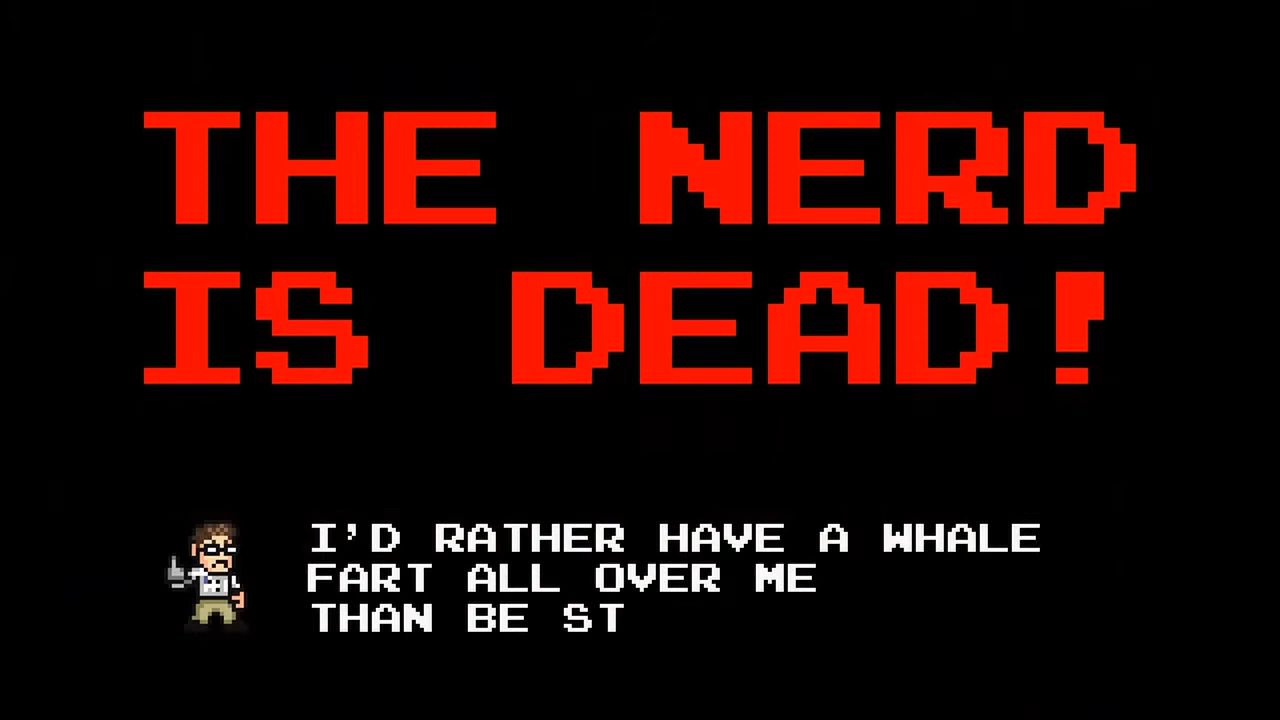 THE NERD
IS DEAD!
I'D RATHER HAVE A WHALE
FART ALL OVER ME
THAN BE ST